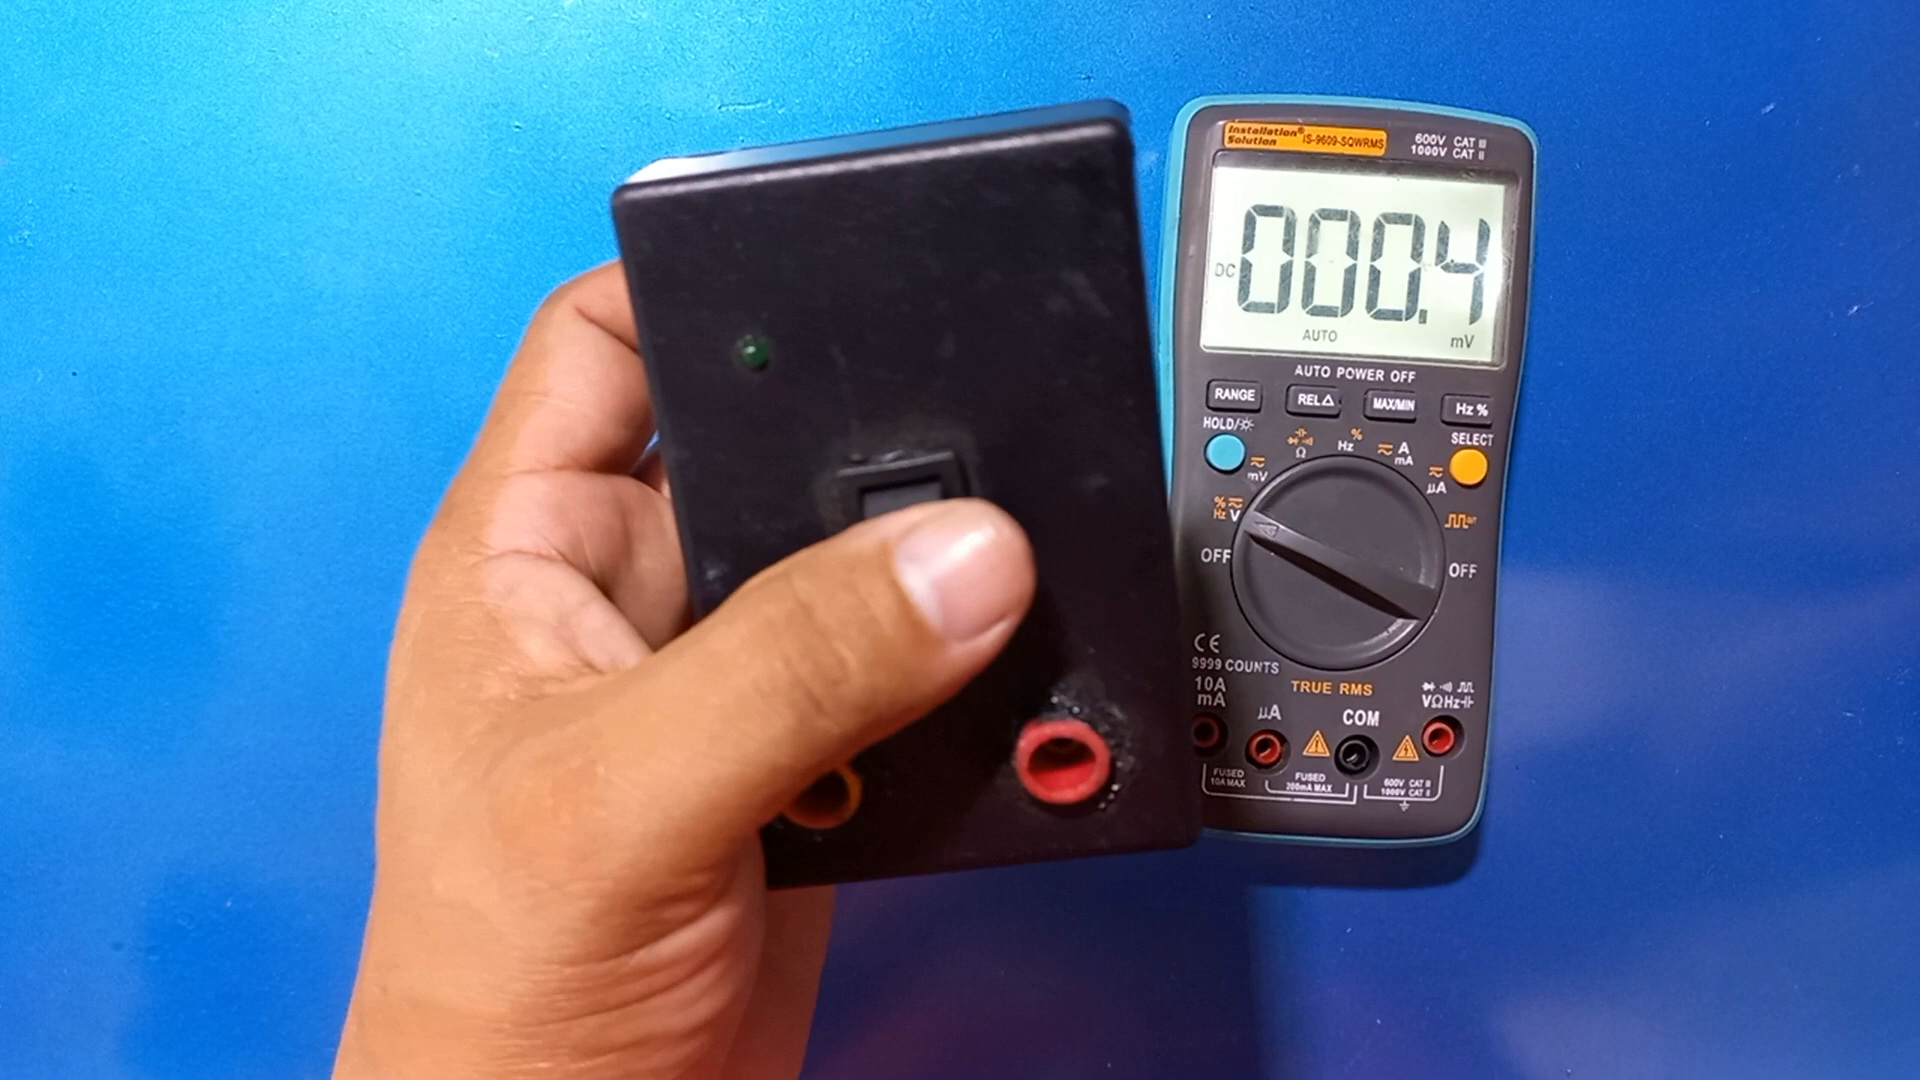 Installation®
Solution
IS-9609-SQWRMS
600V CAT III
1000V CAT II
DC
000.4
AUTO
mV
AUTO POWER OFF
RANGE
REL△
MAX/MIN
Hz %
HOLD/☼
SELECT
Ω
Hz
%
A
mA
mV
μA
%
Hz
V
OUT
OFF
OFF
CE
9999 COUNTS
TRUE RMS
10A
mA
μA
COM
VΩHz
FUSED
10A MAX
FUSED
200mA MAX
600V CAT III
1000V CAT II